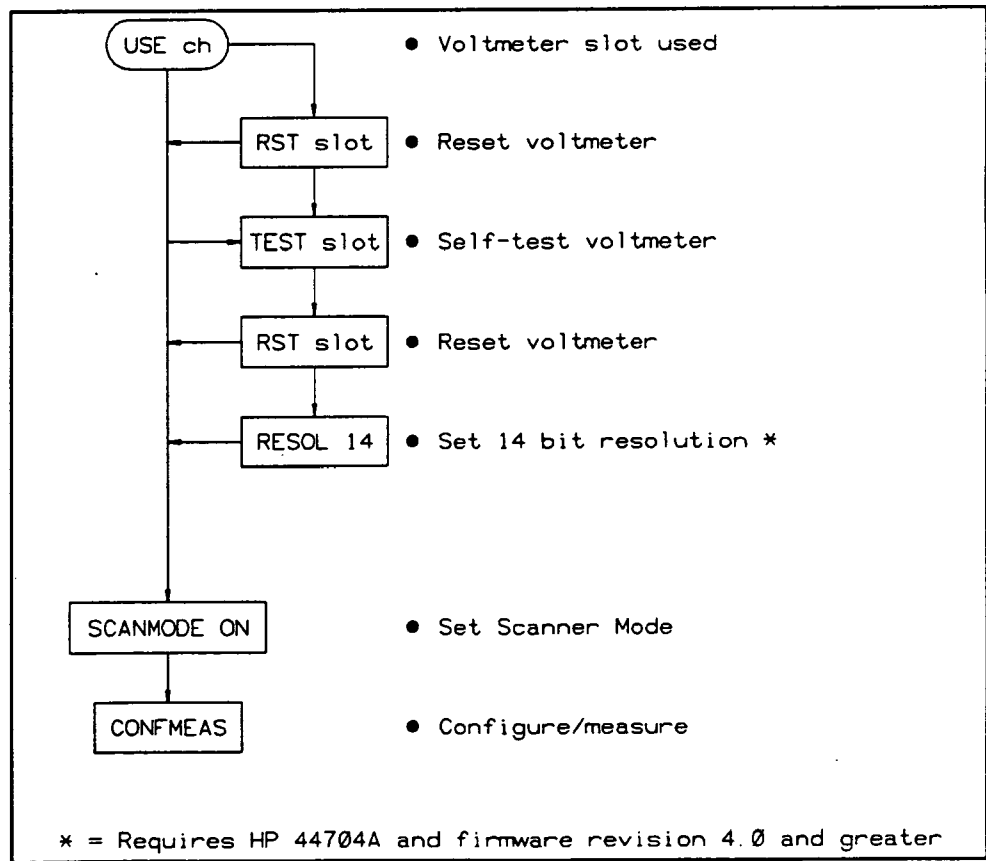 USE ch ● Voltmeter slot used
RST slot ● Reset voltmeter
TEST slot ● Self-test voltmeter
RST slot ● Reset voltmeter
RESOL 14 ● Set 14 bit resolution *
SCANMODE ON ● Set Scanner Mode
CONFMEAS ● Configure/measure
* = Requires HP 44704A and firmware revision 4.0 and greater